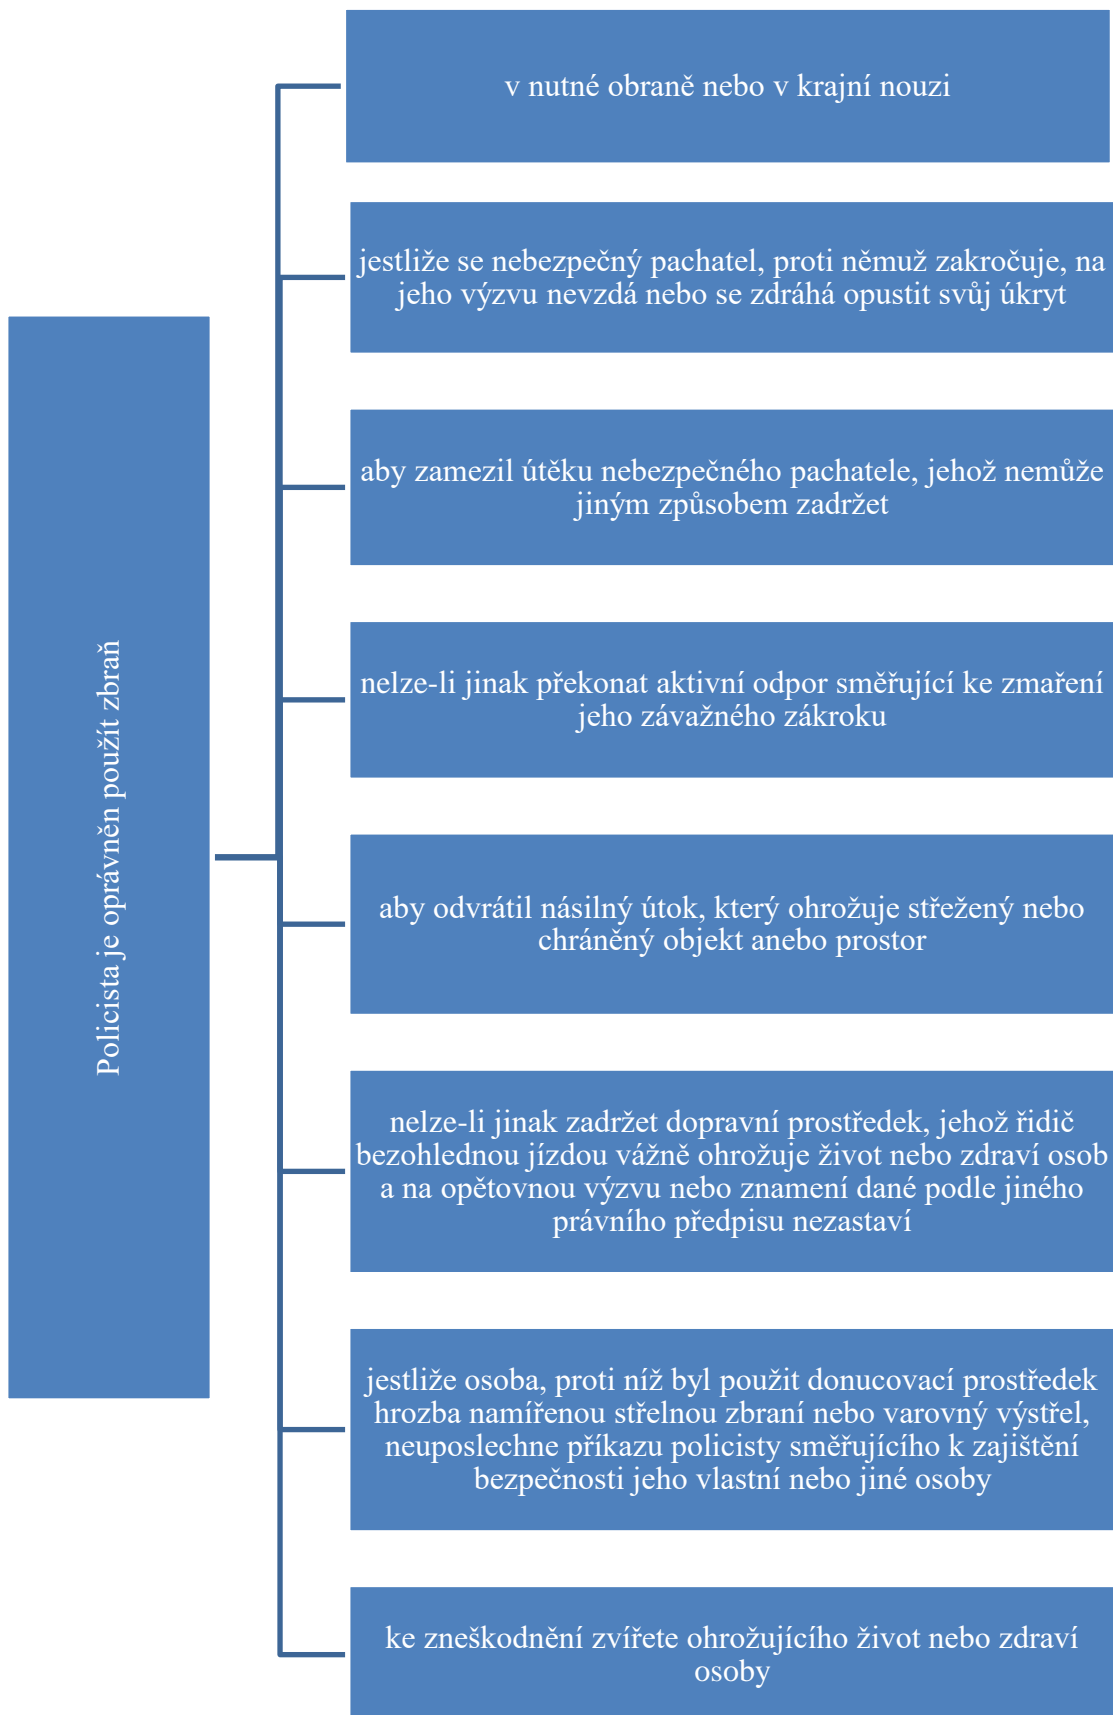 Policista je oprávněn použít zbraň
v nutné obraně nebo v krajní nouzi
jestliže se nebezpečný pachatel, proti němuž zakročuje, na
jeho výzvu nevzdá nebo se zdráhá opustit svůj úkryt
aby zamezil útěku nebezpečného pachatele, jehož nemůže
jiným způsobem zadržet
nelze-li jinak překonat aktivní odpor směřující ke zmaření
jeho závažného zákroku
aby odvrátil násilný útok, který ohrožuje střežený nebo
chráněný objekt anebo prostor
nelze-li jinak zadržet dopravní prostředek, jehož řidič
bezohlednou jízdou vážně ohrožuje život nebo zdraví osob
a na opětovnou výzvu nebo znamení dané podle jiného
právního předpisu nezastaví
jestliže osoba, proti níž byl použit donucovací prostředek
hrozba namířenou střelnou zbraní nebo varovný výstřel,
neuposlechne příkazu policisty směřujícího k zajištění
bezpečnosti jeho vlastní nebo jiné osoby
ke zneškodnění zvířete ohrožujícího život nebo zdraví
osoby